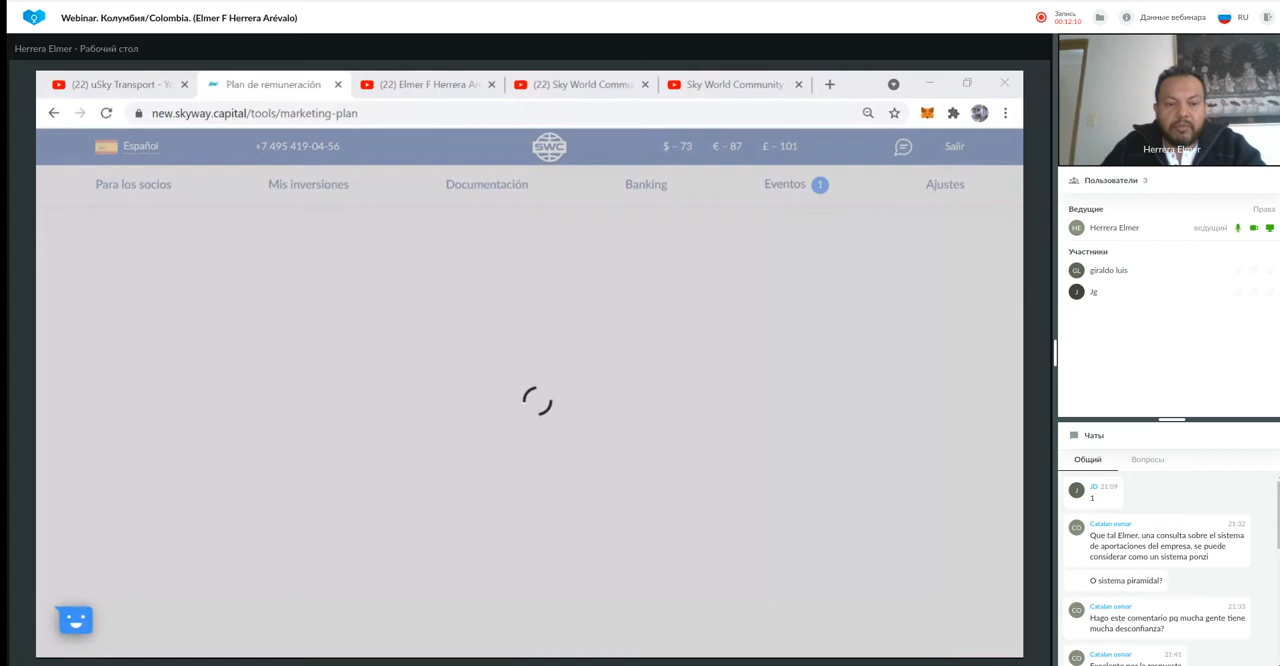 Webinar. Колумбия/Colombia. (Elmer F Herrera Arévalo)
Запись
00:12:10
Данные вебинара
RU
Herrera Elmer - Рабочий стол
(22) uSky Transport - Yo
Plan de remuneración
(22) Elmer F Herrera Ar
(22) Sky World Commu
Sky World Community
new.skyway.capital/tools/marketing-plan
Español
+7 495 419-04-56
SWC
$ – 73
€ – 87
£ – 101
Salir
Para los socios
Mis inversiones
Documentación
Banking
Eventos 1
Ajustes
Herrera Elmer
Пользователи 3
Ведущие
Права
HE
Herrera Elmer
ведущий
Участники
GL
giraldo luis
J
Jg
Чаты
Общий
Вопросы
J
JD 21:09
1
CO
Catalan osmar 21:32
Que tal Elmer, una consulta sobre el sistema
de aportaciones del empresa, se puede
considerar como un sistema ponzi
O sistema piramidal?
CO
Catalan osmar 21:33
Hago este comentario pq mucha gente tiene
mucha desconfianza?
CO
Catalan osmar 21:41
Excelente por la respuesta